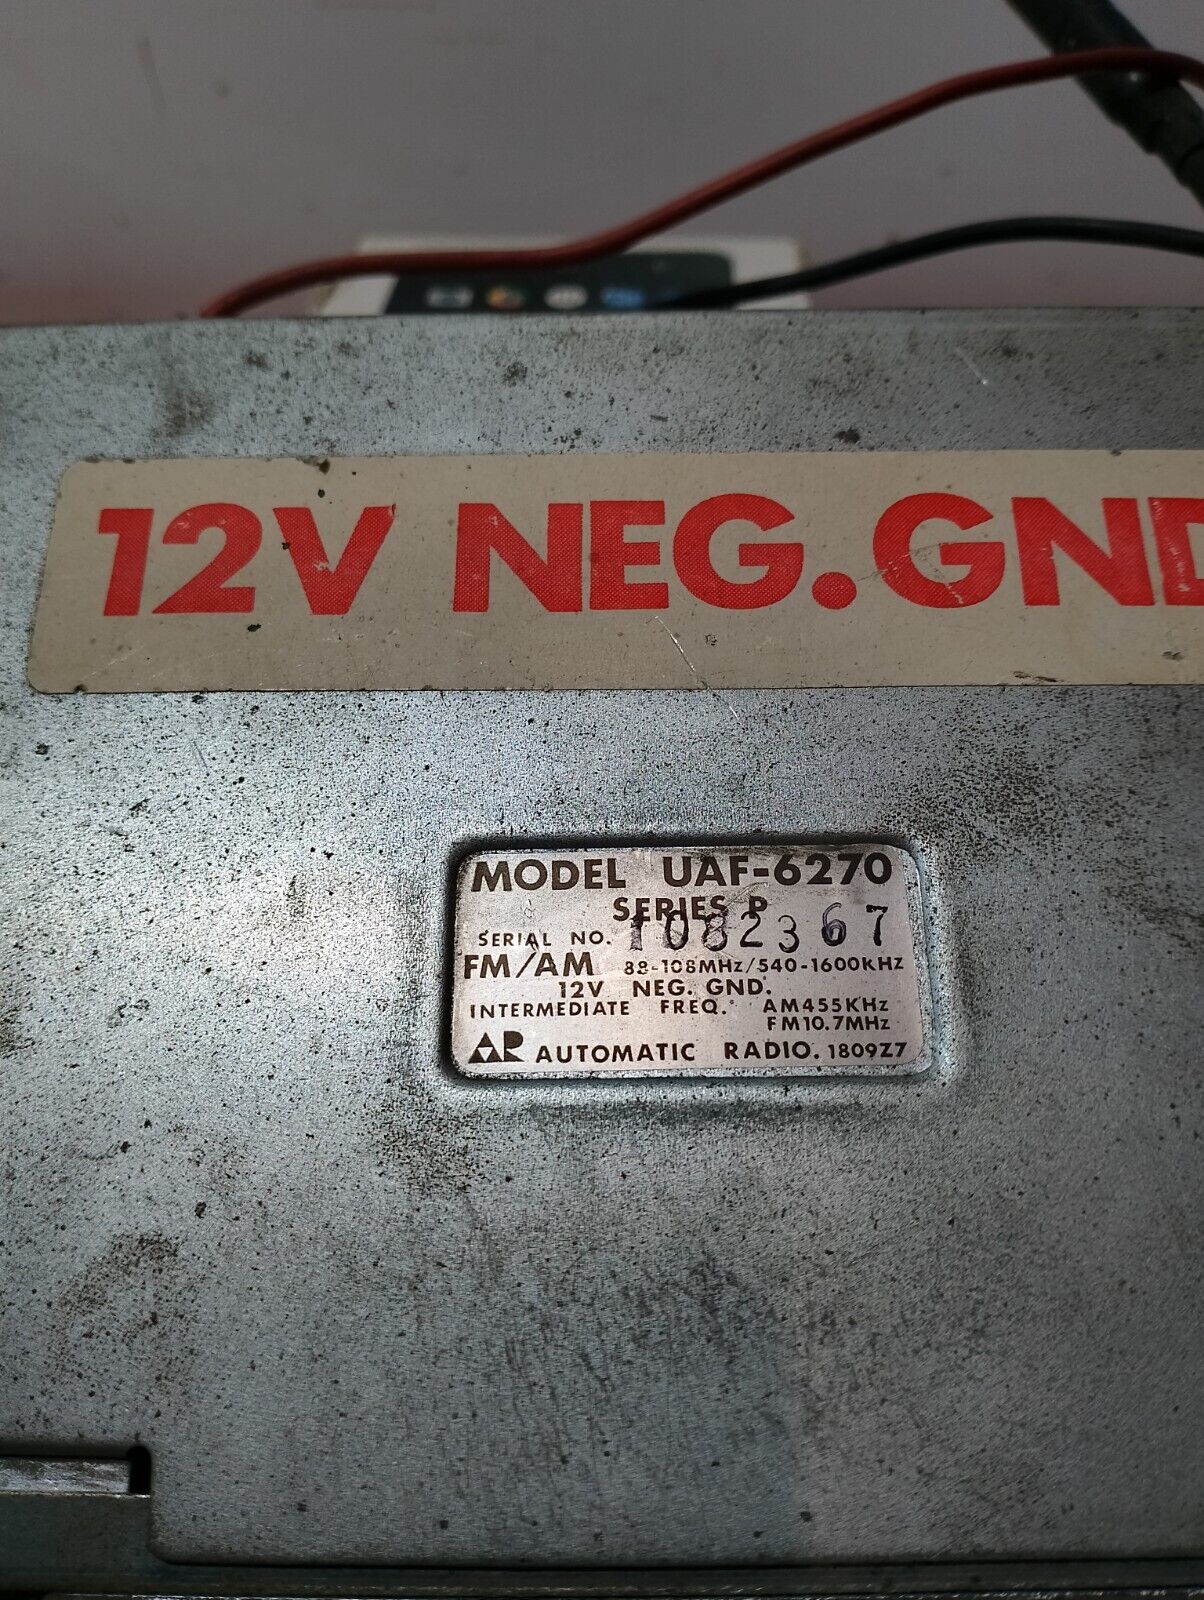 12V NEG.GND
MODEL UAF-6270
SERIES P
SERIAL NO. 1082367
FM/AM 88-108MHz/540-1600KHz
12V NEG. GND.
INTERMEDIATE FREQ. AM455KHz
FM10.7MHz
AR AUTOMATIC RADIO. 1809Z7